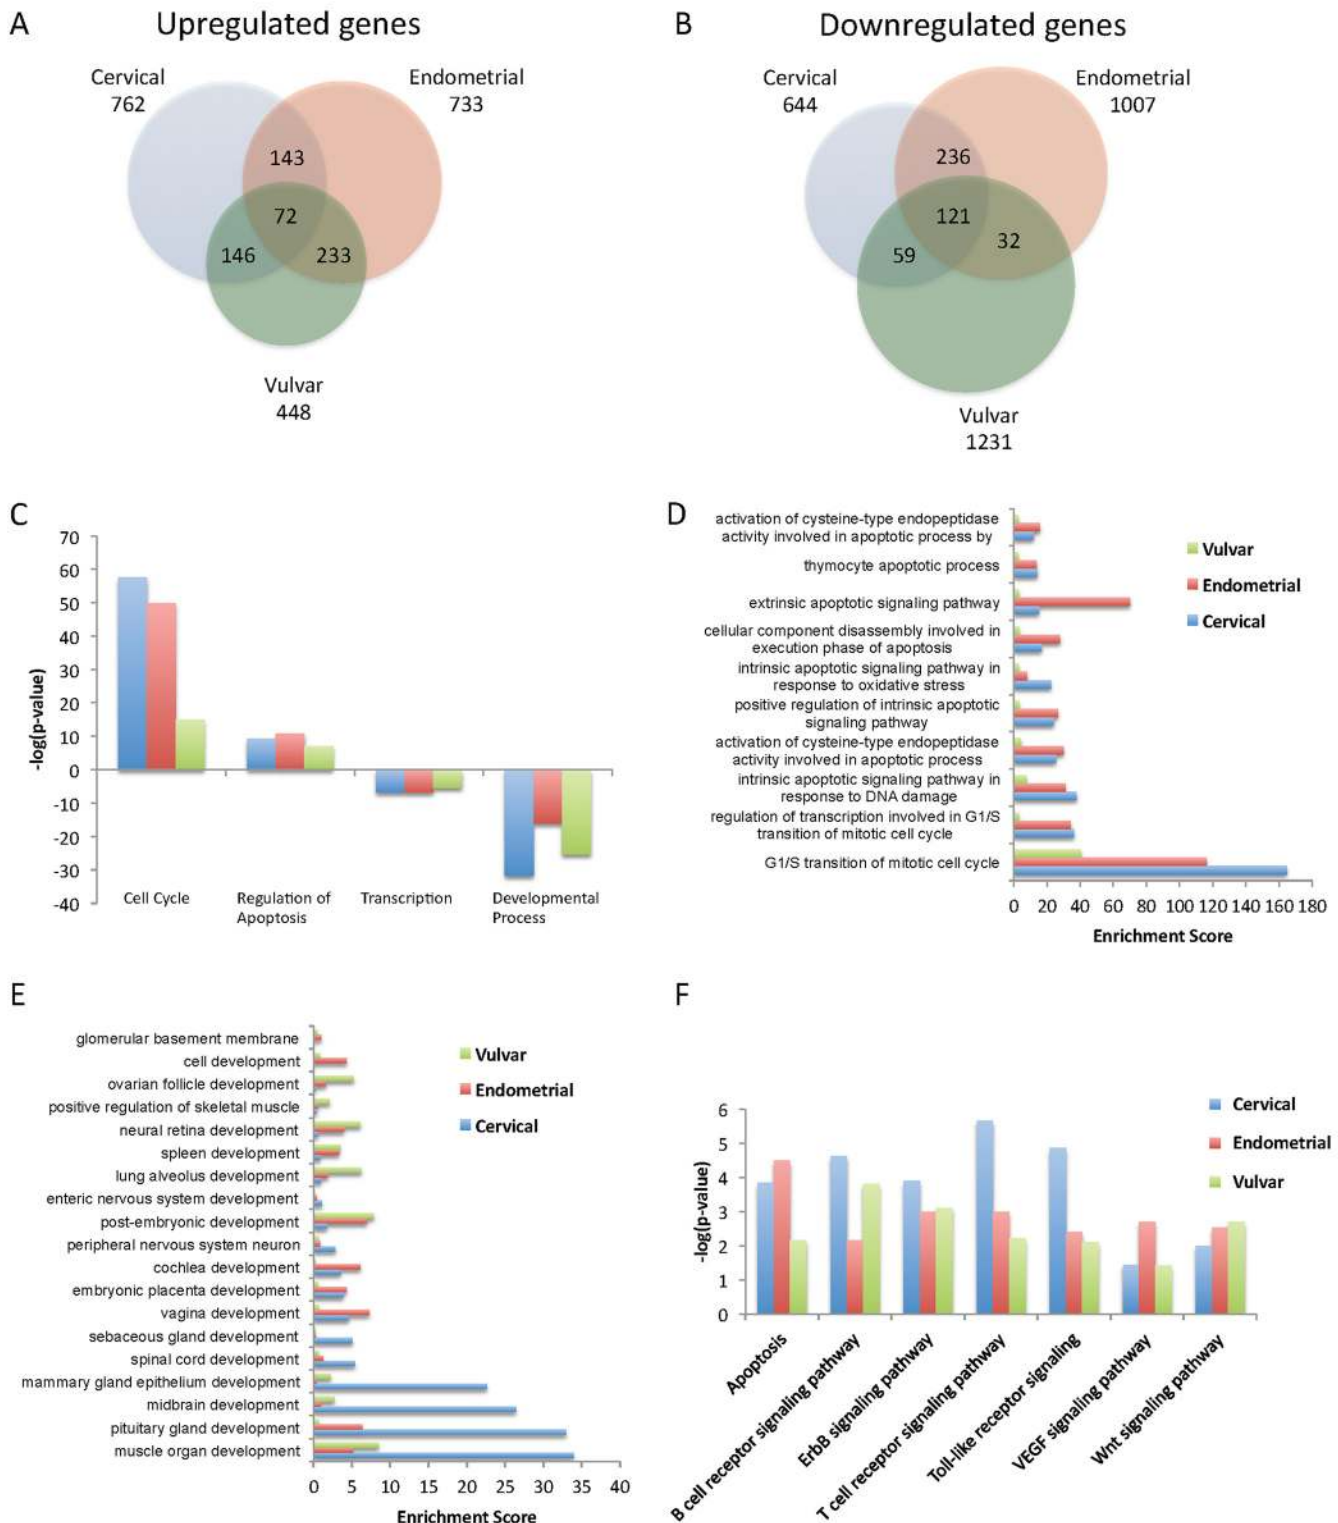 A
Upregulated genes
Cervical
762
Endometrial
733
143
72
146
233
Vulvar
448
B
Downregulated genes
Cervical
644
Endometrial
1007
236
121
59
32
Vulvar
1231
C
-log(p-value)
70
60
50
40
30
20
10
0
-10
-20
-30
-40
Cell Cycle
Regulation of
Apoptosis
Transcription
Developmental
Process
D
activation of cysteine-type endopeptidase
activity involved in apoptotic process by
thymocyte apoptotic process
extrinsic apoptotic signaling pathway
cellular component disassembly involved in
execution phase of apoptosis
intrinsic apoptotic signaling pathway in
response to oxidative stress
positive regulation of intrinsic apoptotic
signaling pathway
activation of cysteine-type endopeptidase
activity involved in apoptotic process
intrinsic apoptotic signaling pathway in
response to DNA damage
regulation of transcription involved in G1/S
transition of mitotic cell cycle
G1/S transition of mitotic cell cycle
0 20 40 60 80 100 120 140 160 180
Enrichment Score
Vulvar
Endometrial
Cervical
E
glomerular basement membrane
cell development
ovarian follicle development
positive regulation of skeletal muscle
neural retina development
spleen development
lung alveolus development
enteric nervous system development
post-embryonic development
peripheral nervous system neuron
cochlea development
embryonic placenta development
vagina development
sebaceous gland development
spinal cord development
mammary gland epithelium development
midbrain development
pituitary gland development
muscle organ development
0 5 10 15 20 25 30 35 40
Enrichment Score
Vulvar
Endometrial
Cervical
F
-log(p-value)
6
5
4
3
2
1
0
Apoptosis
B cell receptor signaling pathway
ErbB signaling pathway
T cell receptor signaling pathway
Toll-like receptor signaling
VEGF signaling pathway
Wnt signaling pathway
Cervical
Endometrial
Vulvar